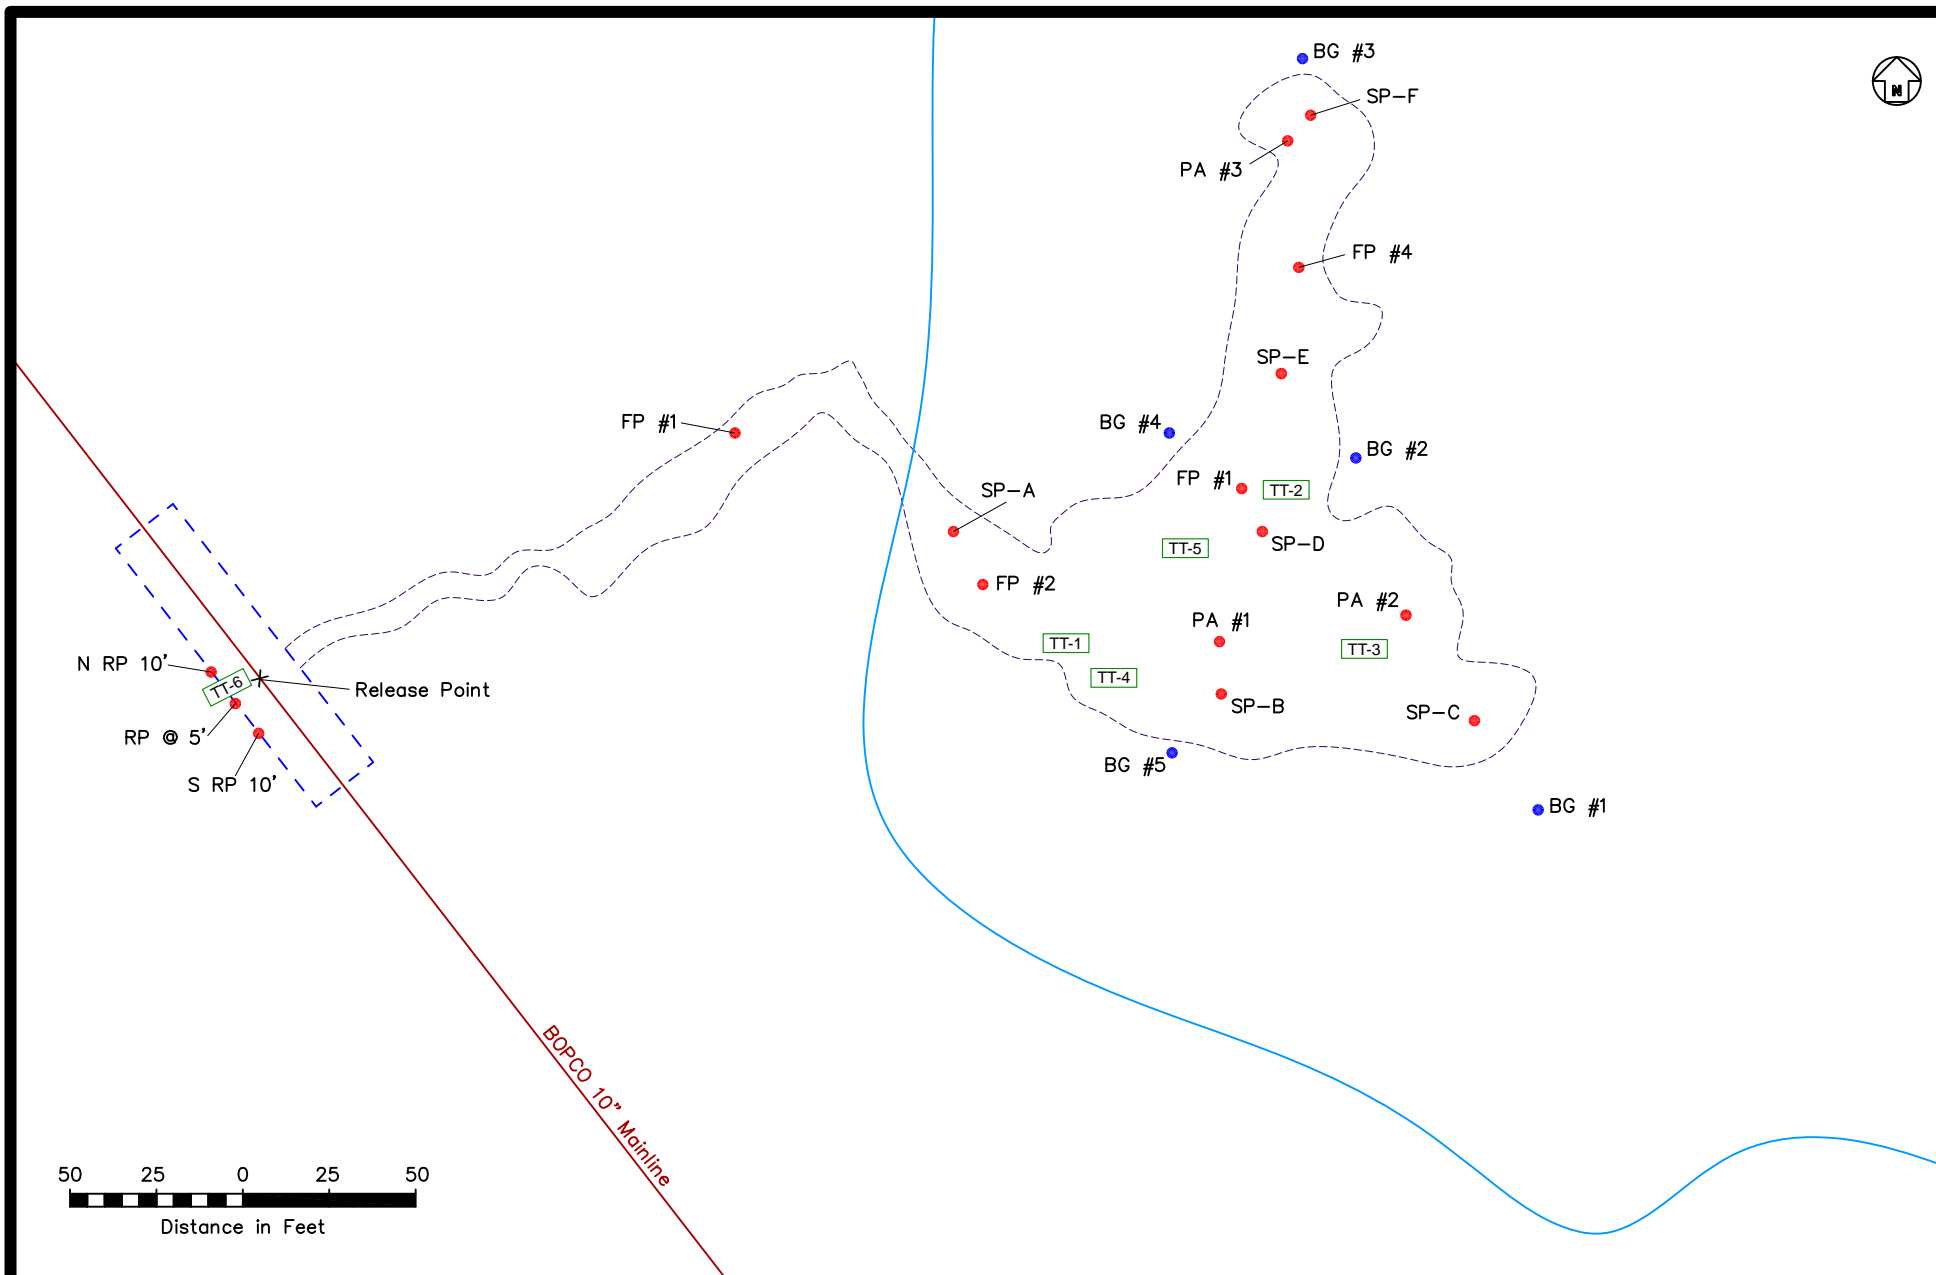 BG #3
N
SP-F
PA #3
FP #4
SP-E
FP #1
BG #4
BG #2
FP #1
TT-2
SP-A
SP-D
TT-5
FP #2
PA #2
PA #1
TT-1
TT-3
N RP 10'
TT-6
TT-4
Release Point
SP-B
SP-C
RP @ 5'
BG #5
S RP 10'
BG #1
BOPCO 10" Mainline
50 25 0 25 50
Distance in Feet